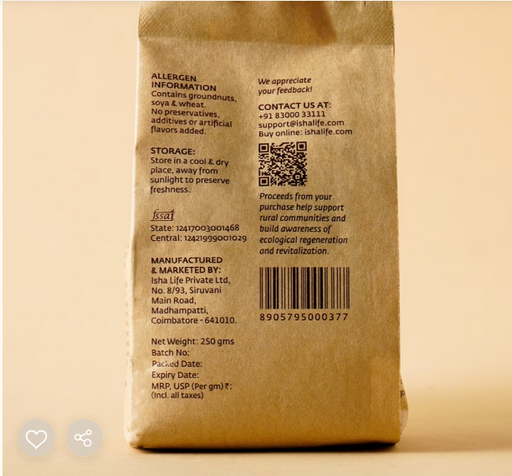 ALLERGEN
INFORMATION
Contains groundnuts,
soya & wheat.
No preservatives,
additives or artificial
flavors added.
STORAGE:
Store in a cool & dry
place, away from
sunlight to preserve
freshness.
fssai
State: 12417003001468
Central: 12421999001029
MANUFACTURED
& MARKETED BY:
Isha Life Private Ltd,
No. 8/93, Siruvani
Main Road,
Madhampatti,
Coimbatore - 641010.
Net Weight: 250 gms
Batch No:
Packed Date:
Expiry Date:
MRP, USP (Per gm) ₹:
(Incl. all taxes)
We appreciate
your feedback!
CONTACT US AT:
+91 83000 33111
support@ishalife.com
Buy online: ishalife.com
Proceeds from your
purchase help support
rural communities and
build awareness of
ecological regeneration
and revitalization.
8905795000377